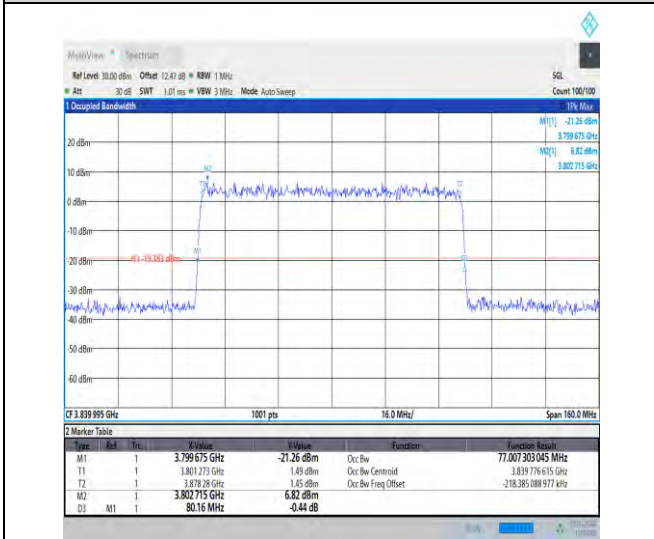 MultiView Spectrum
Ref Level 30.00 dBm Offset 12.47 dB RBW 1 MHz SGL
Att 30 dB SWT 1.01 ms VBW 3 MHz Mode Auto Sweep Count 100/100
1 Occupied Bandwidth 1Pk Max
M1[1] -21.26 dBm
3.799 675 GHz
M2[1] 6.82 dBm
3.802 715 GHz
20 dBm
M2
10 dBm
T1 T2
0 dBm
-10 dBm
M1
H1 -19.183 dBm
-20 dBm
-30 dBm
-40 dBm
-50 dBm
-60 dBm
CF 3.839 995 GHz 1001 pts 16.0 MHz/ Span 160.0 MHz
2 Marker Table
Type Ref Trc X-Value Y-Value Function Function Result
M1 1 3.799 675 GHz -21.26 dBm Occ Bw 77.007 303 045 MHz
T1 1 3.801 273 GHz 1.49 dBm Occ Bw Centroid 3.839 776 615 GHz
T2 1 3.878 28 GHz 1.45 dBm Occ Bw Freq Offset -218.385 088 977 kHz
M2 1 3.802 715 GHz 6.82 dBm
D3 M1 1 80.16 MHz -0.44 dB